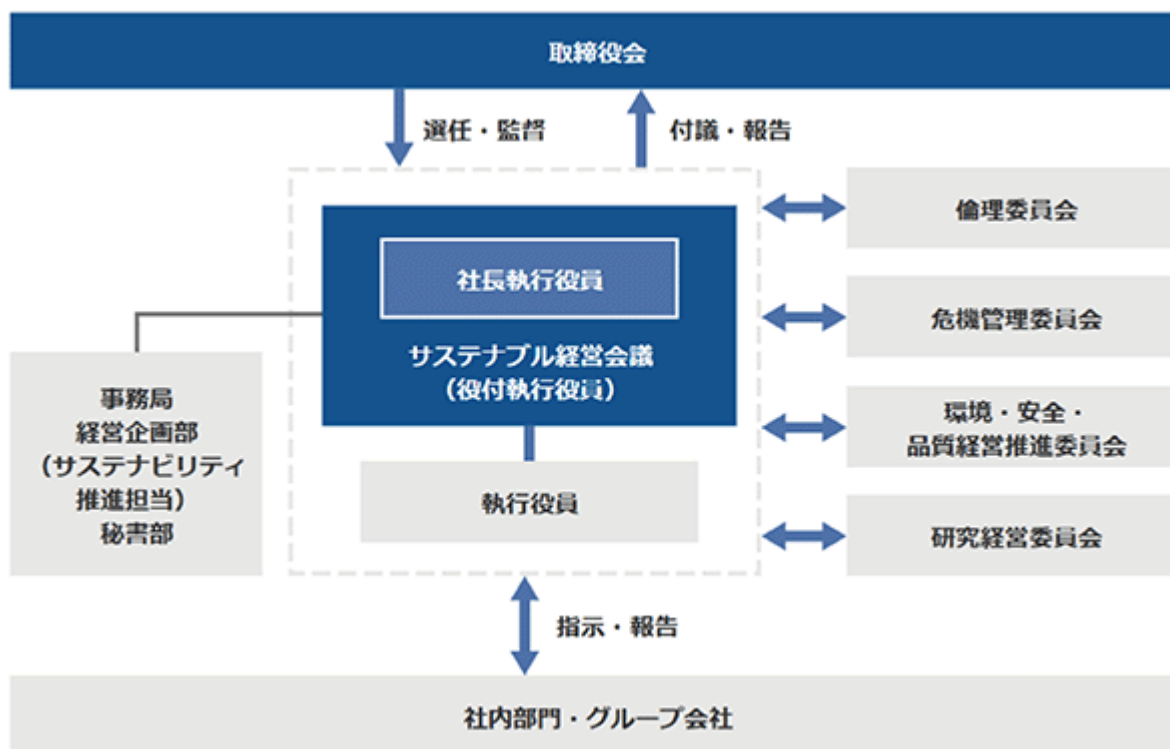 取締役会
選任・監督
付議・報告
倫理委員会
社長執行役員
危機管理委員会
サステナブル経営会議
（役付執行役員）
事務局
経営企画部
（サステナビリティ
推進担当）
秘書部
環境・安全・
品質経営推進委員会
執行役員
研究経営委員会
指示・報告
社内部門・グループ会社